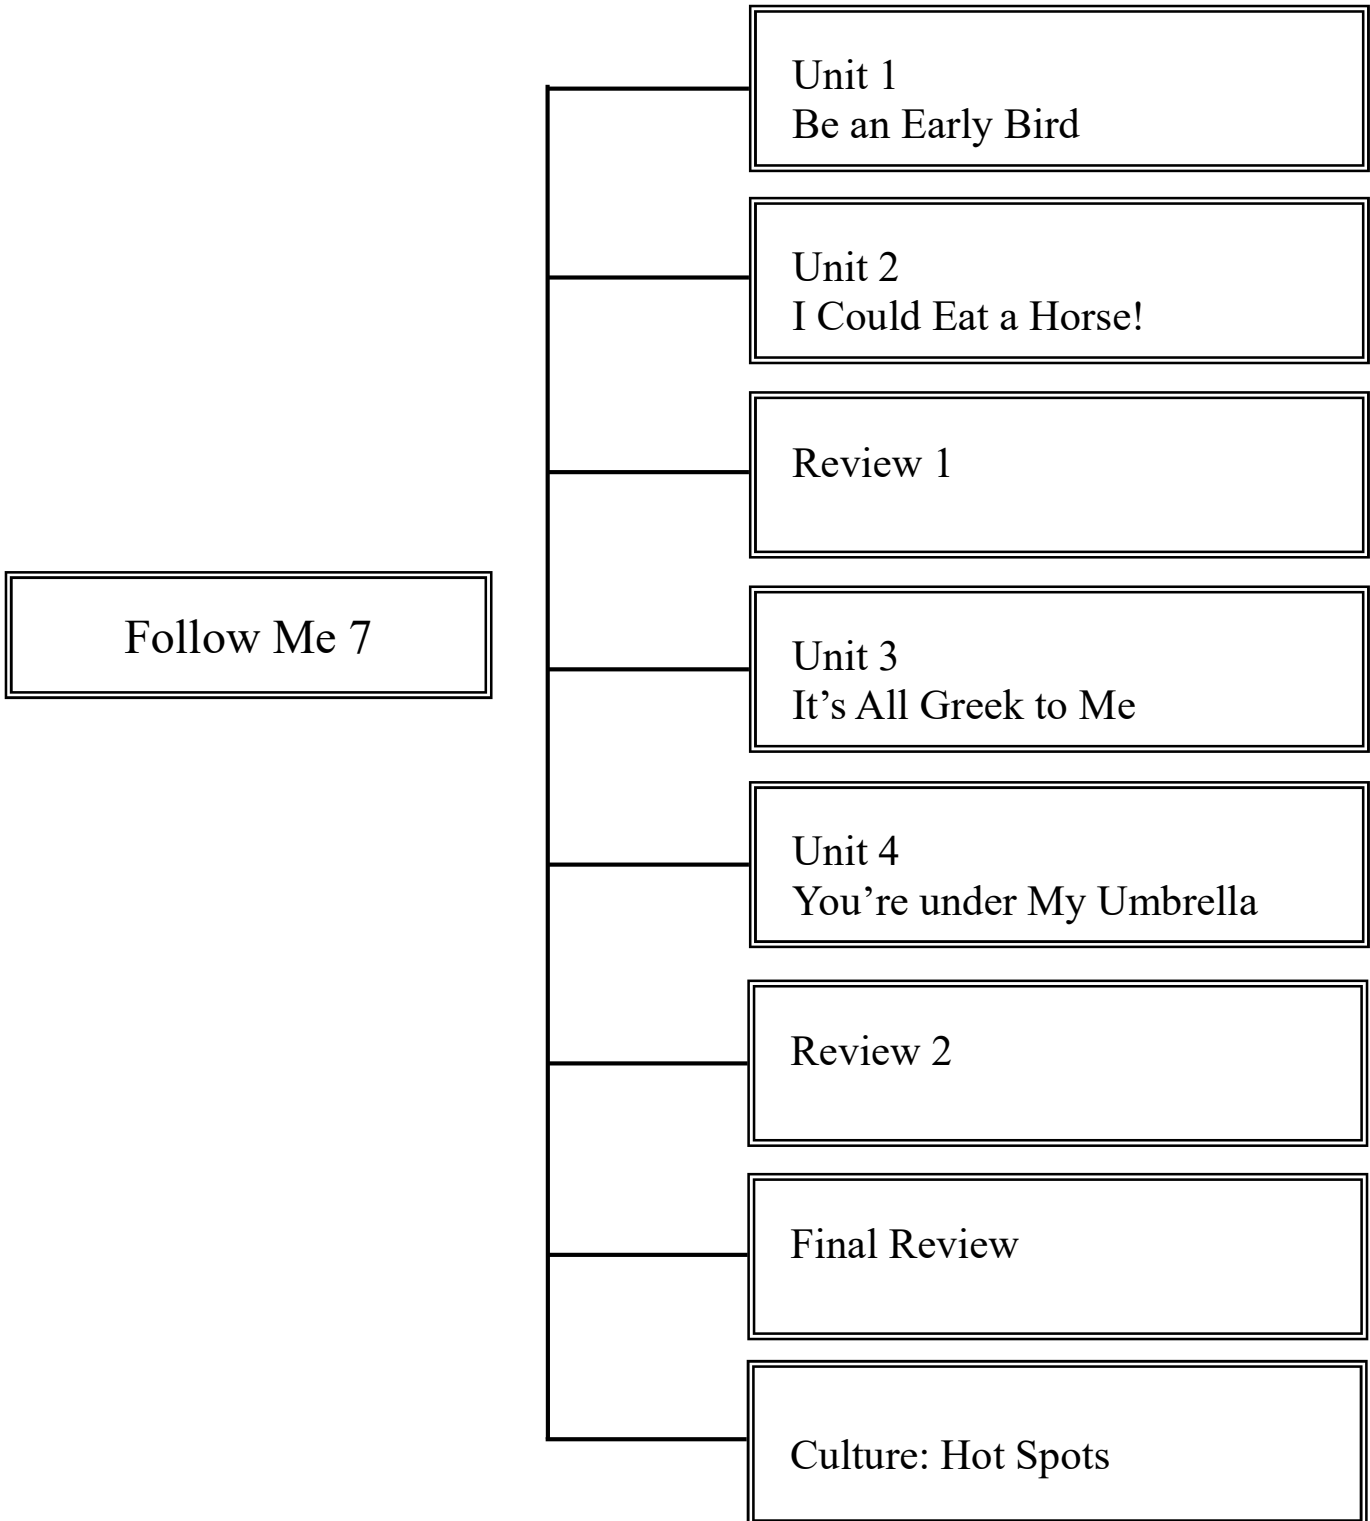 Follow Me 7
Unit 1
Be an Early Bird
Unit 2
I Could Eat a Horse!
Review 1
Unit 3
It’s All Greek to Me
Unit 4
You’re under My Umbrella
Review 2
Final Review
Culture: Hot Spots